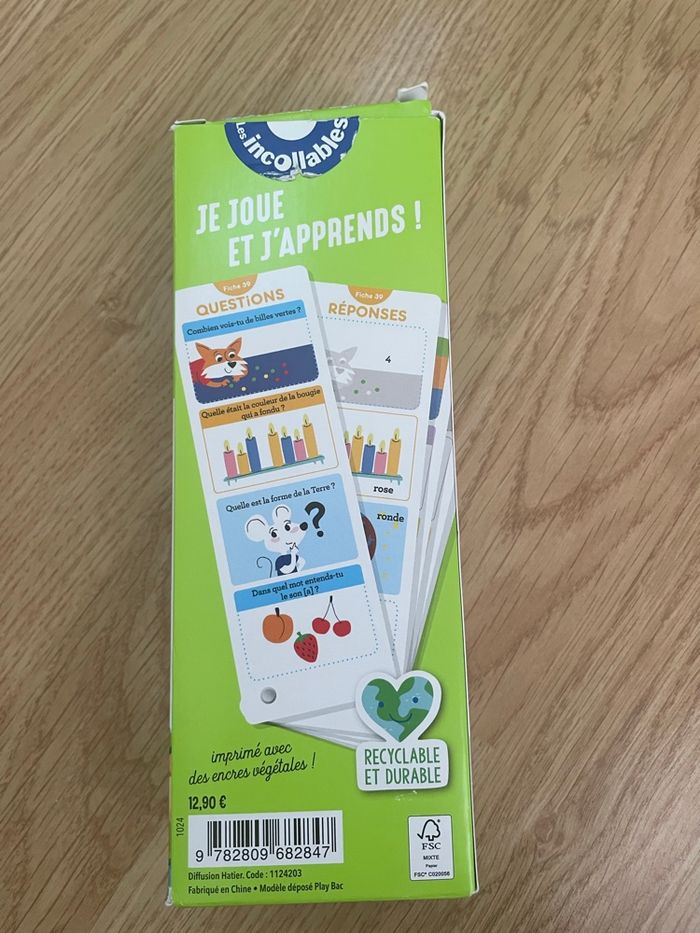 Les
incollables
JE JOUE
ET J'APPRENDS !
Fiche 39
QUESTIONS
Combien vois-tu de billes vertes ?
Quelle était la couleur de la bougie
qui a fondu ?
Quelle est la forme de la Terre ?
?
Dans quel mot entends-tu
le son [a] ?
Fiche 39
RÉPONSES
4
rose
ronde
imprimé avec
des encres végétales !
RECYCLABLE
ET DURABLE
12,90 €
1024
9 782809 682847
Diffusion Hatier. Code : 1124203
Fabriqué en Chine • Modèle déposé Play Bac
FSC
MIXTE
Papier
FSC® C020056